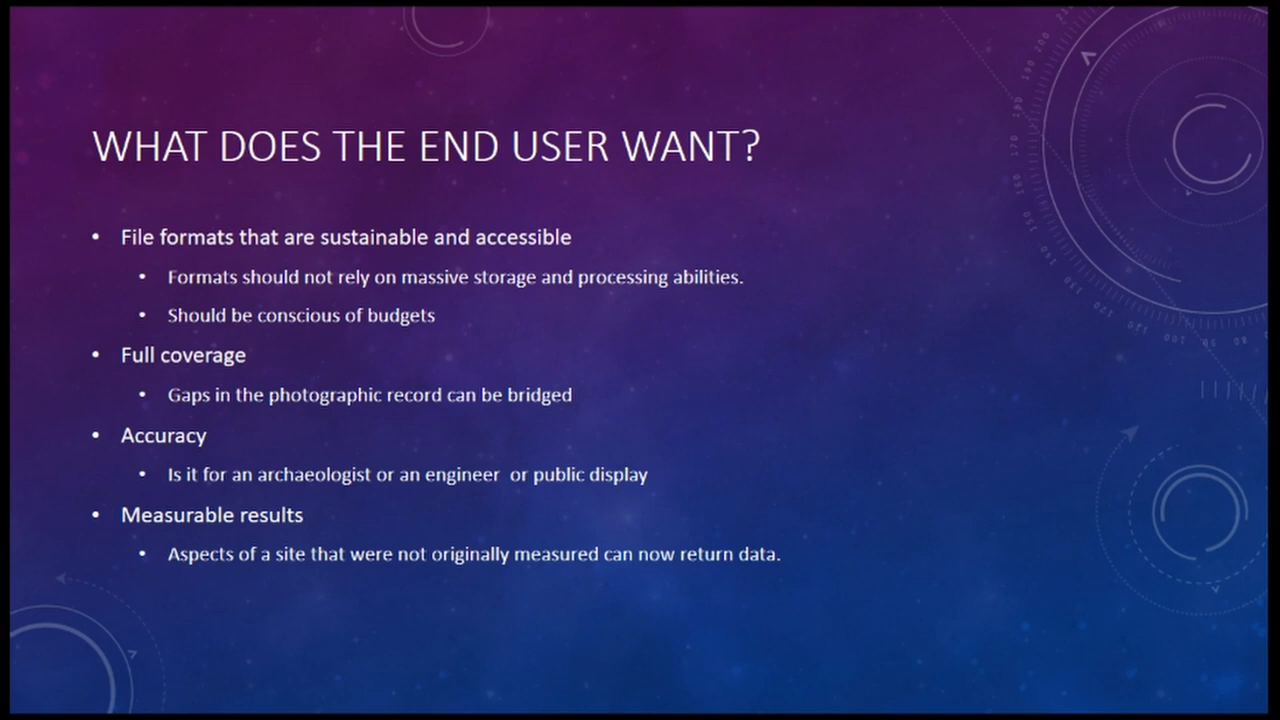 WHAT DOES THE END USER WANT?
• File formats that are sustainable and accessible
• Formats should not rely on massive storage and processing abilities.
• Should be conscious of budgets
• Full coverage
• Gaps in the photographic record can be bridged
• Accuracy
• Is it for an archaeologist or an engineer  or public display
• Measurable results
• Aspects of a site that were not originally measured can now return data.